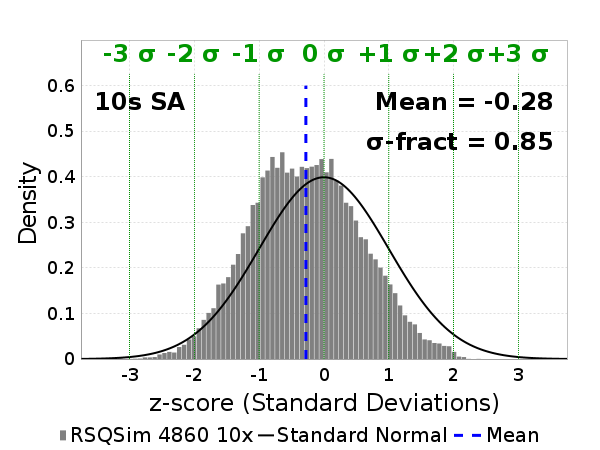 -3 σ -2 σ -1 σ 0 σ +1 σ +2 σ +3 σ
10s SA
Mean = -0.28
σ-fract = 0.85
Density
0.6
0.5
0.4
0.3
0.2
0.1
0
-3 -2 -1 0 1 2 3
z-score (Standard Deviations)
RSQSim 4860 10x Standard Normal Mean